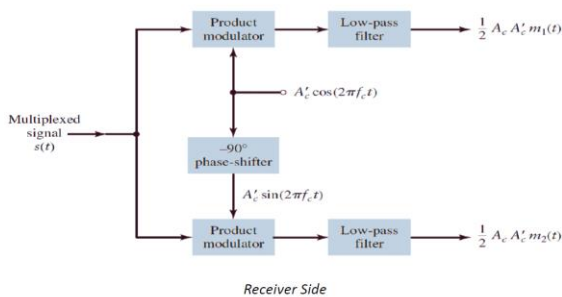 Product
modulator
Low-pass
filter
1/2 A_c A'_c m_1(t)
A'_c cos(2πf_c t)
Multiplexed
signal
s(t)
−90°
phase-shifter
A'_c sin(2πf_c t)
Product
modulator
Low-pass
filter
1/2 A_c A'_c m_2(t)
Receiver Side